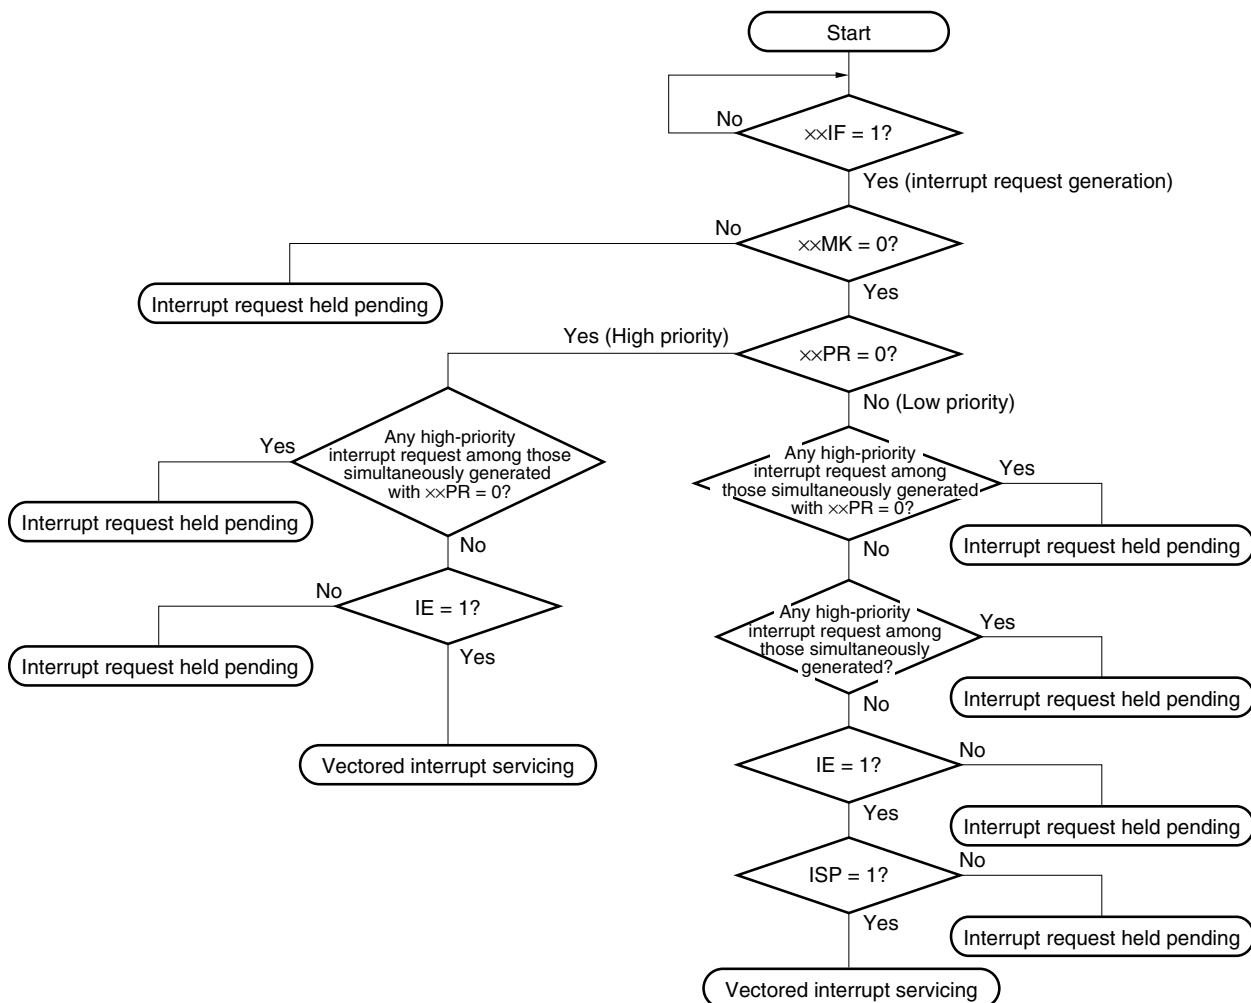 Start
No
××IF = 1?
Yes (interrupt request generation)
No
××MK = 0?
Interrupt request held pending
Yes
Yes (High priority)
××PR = 0?
No (Low priority)
Yes
Any high-priority
interrupt request among those
simultaneously generated
with ××PR = 0?
Any high-priority
interrupt request among
those simultaneously generated
with ××PR = 0?
Yes
Interrupt request held pending
Interrupt request held pending
No
No
No
IE = 1?
Any high-priority
interrupt request among
those simultaneously
generated?
Yes
Interrupt request held pending
Yes
Interrupt request held pending
No
Vectored interrupt servicing
IE = 1?
No
Yes
Interrupt request held pending
ISP = 1?
No
Yes
Interrupt request held pending
Vectored interrupt servicing